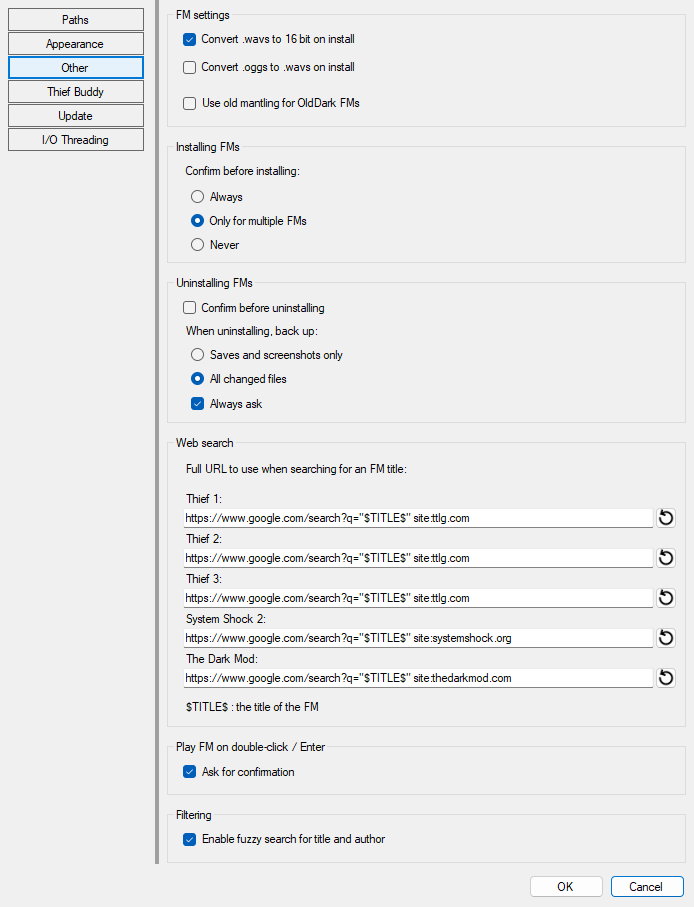 Paths
Appearance
Other
Thief Buddy
Update
I/O Threading
FM settings
Convert .wavs to 16 bit on install
Convert .oggs to .wavs on install
Use old mantling for OldDark FMs
Installing FMs
Confirm before installing:
Always
Only for multiple FMs
Never
Uninstalling FMs
Confirm before uninstalling
When uninstalling, back up:
Saves and screenshots only
All changed files
Always ask
Web search
Full URL to use when searching for an FM title:
Thief 1:
https://www.google.com/search?q="$TITLE$" site:ttlg.com
Thief 2:
https://www.google.com/search?q="$TITLE$" site:ttlg.com
Thief 3:
https://www.google.com/search?q="$TITLE$" site:ttlg.com
System Shock 2:
https://www.google.com/search?q="$TITLE$" site:systemshock.org
The Dark Mod:
https://www.google.com/search?q="$TITLE$" site:thedarkmod.com
$TITLE$ : the title of the FM
Play FM on double-click / Enter
Ask for confirmation
Filtering
Enable fuzzy search for title and author
OK
Cancel